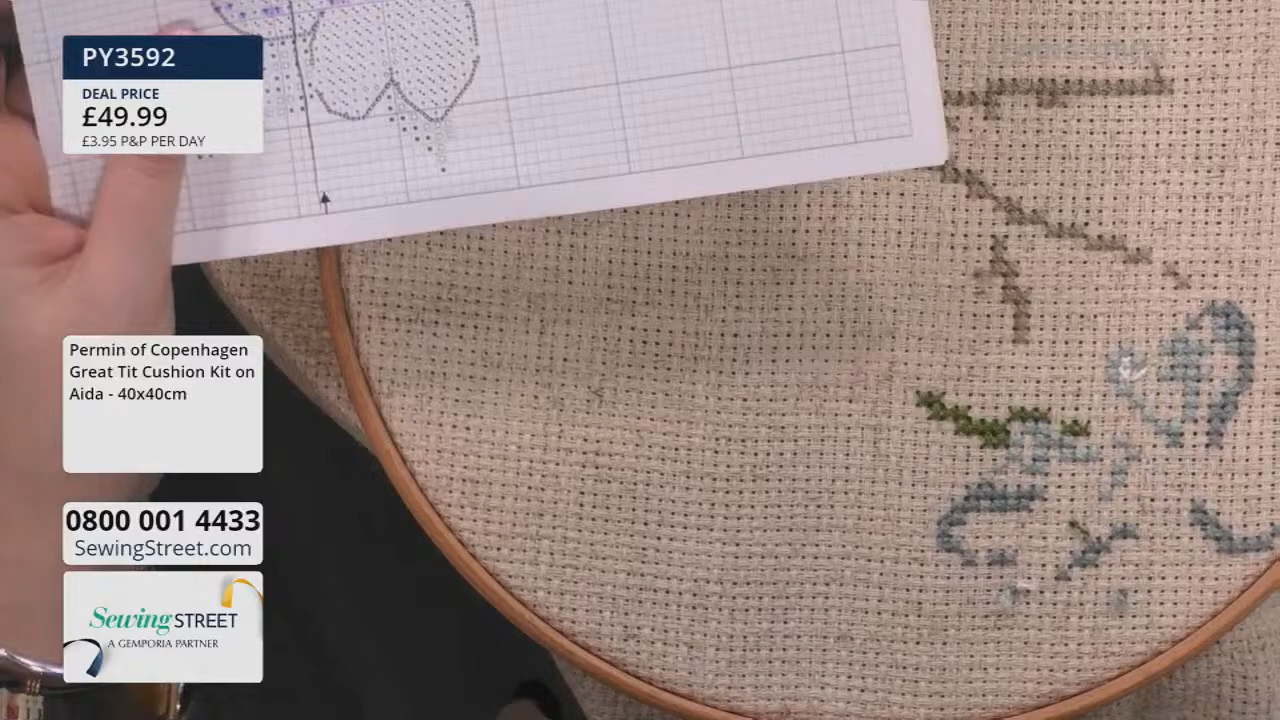 PY3592
DEAL PRICE
£49.99
£3.95 P&P PER DAY
Permin of Copenhagen
Great Tit Cushion Kit on
Aida - 40x40cm
0800 001 4433
SewingStreet.com
Sewing STREET
A GEMPORIA PARTNER